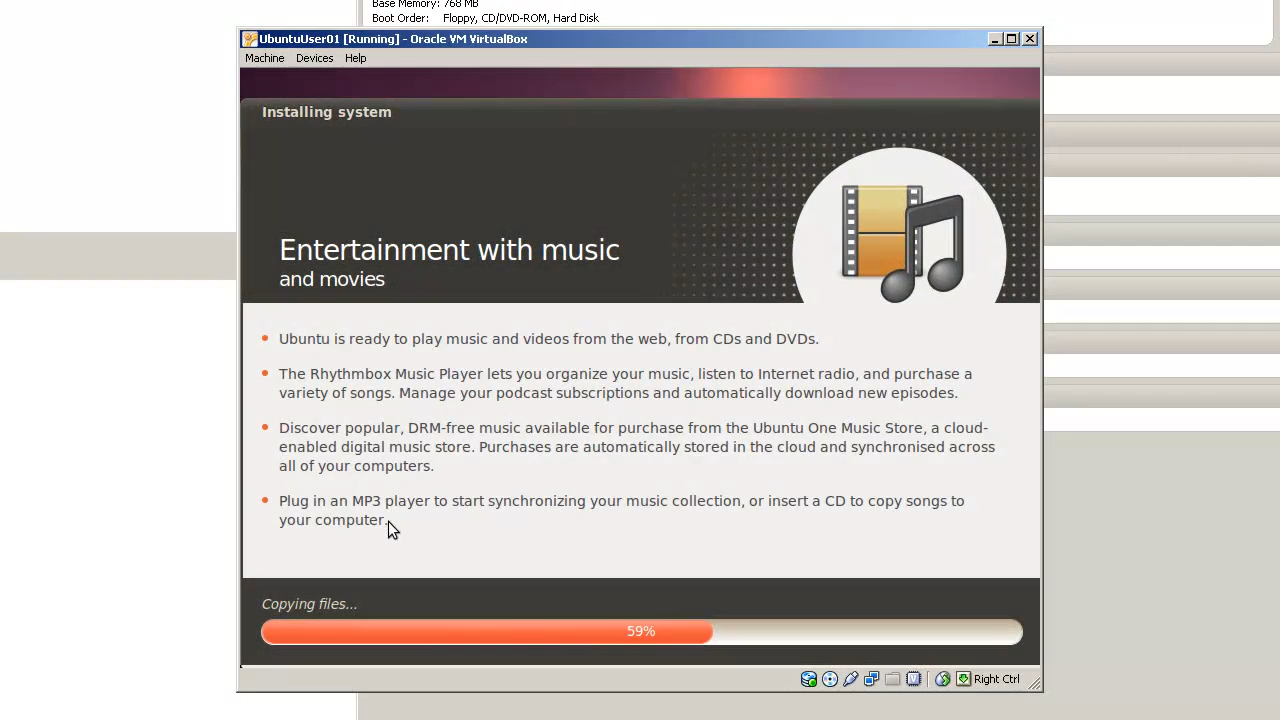 Base Memory: 768 MB
Boot Order: Floppy, CD/DVD-ROM, Hard Disk
UbuntuUser01 [Running] - Oracle VM VirtualBox
Machine Devices Help
Installing system
Entertainment with music
and movies
Ubuntu is ready to play music and videos from the web, from CDs and DVDs.
The Rhythmbox Music Player lets you organize your music, listen to Internet radio, and purchase a
variety of songs. Manage your podcast subscriptions and automatically download new episodes.
Discover popular, DRM-free music available for purchase from the Ubuntu One Music Store, a cloud-
enabled digital music store. Purchases are automatically stored in the cloud and synchronised across
all of your computers.
Plug in an MP3 player to start synchronizing your music collection, or insert a CD to copy songs to
your computer.
Copying files...
59%
Right Ctrl